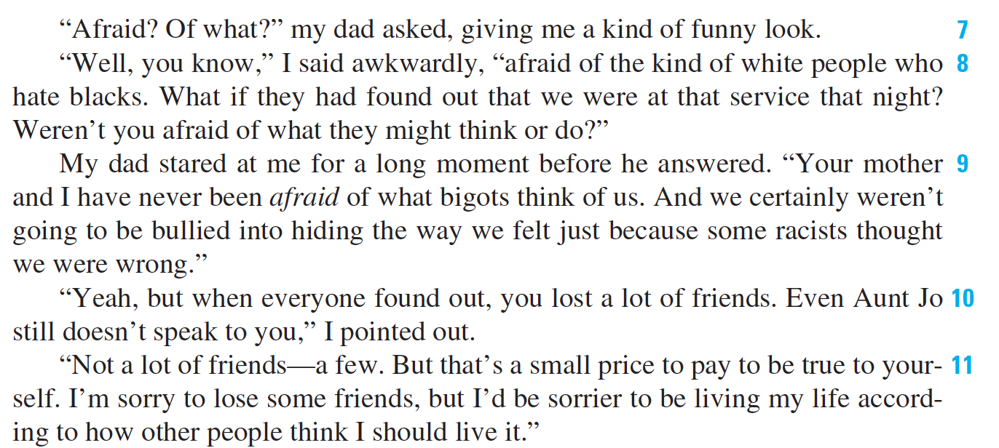 “Afraid? Of what?” my dad asked, giving me a kind of funny look. 7
“Well, you know,” I said awkwardly, “afraid of the kind of white people who 8
hate blacks. What if they had found out that we were at that service that night?
Weren’t you afraid of what they might think or do?”
My dad stared at me for a long moment before he answered. “Your mother 9
and I have never been afraid of what bigots think of us. And we certainly weren’t
going to be bullied into hiding the way we felt just because some racists thought
we were wrong.”
“Yeah, but when everyone found out, you lost a lot of friends. Even Aunt Jo 10
still doesn’t speak to you,” I pointed out.
“Not a lot of friends—a few. But that’s a small price to pay to be true to your- 11
self. I’m sorry to lose some friends, but I’d be sorrier to be living my life accord-
ing to how other people think I should live it.”